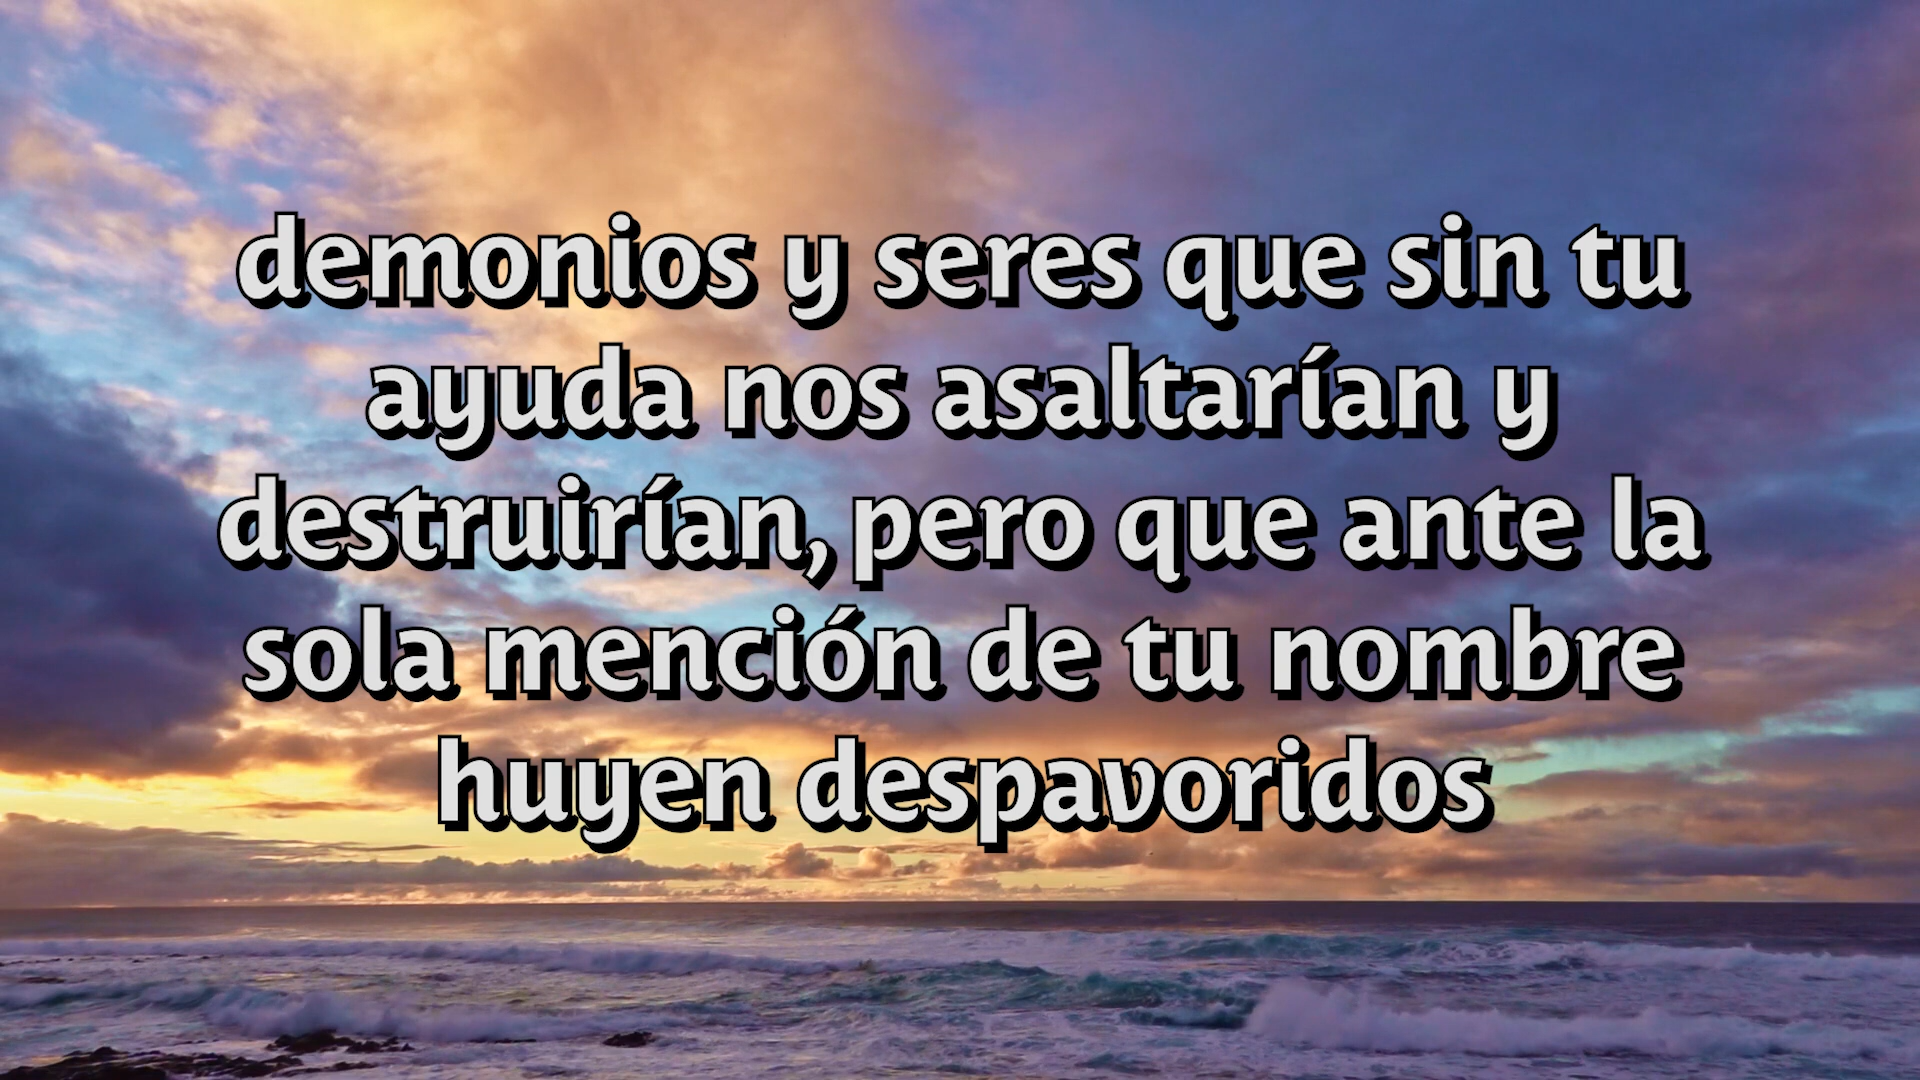 demonios y seres que sin tu
ayuda nos asaltarían y
destruirían, pero que ante la
sola mención de tu nombre
huyen despavoridos